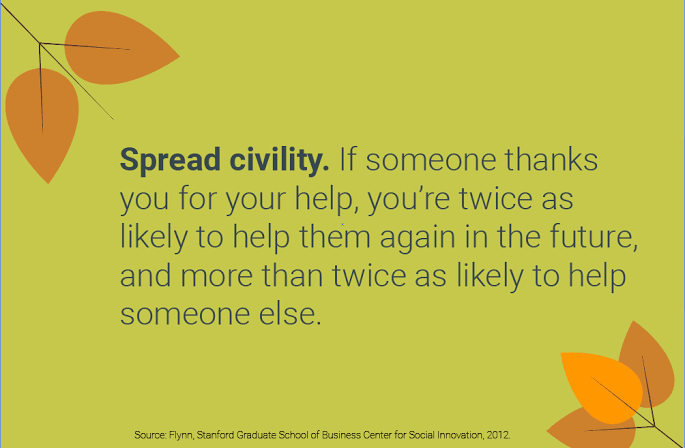 Spread civility. If someone thanks
you for your help, you’re twice as
likely to help them again in the future,
and more than twice as likely to help
someone else.
Source: Flynn, Stanford Graduate School of Business Center for Social Innovation, 2012.